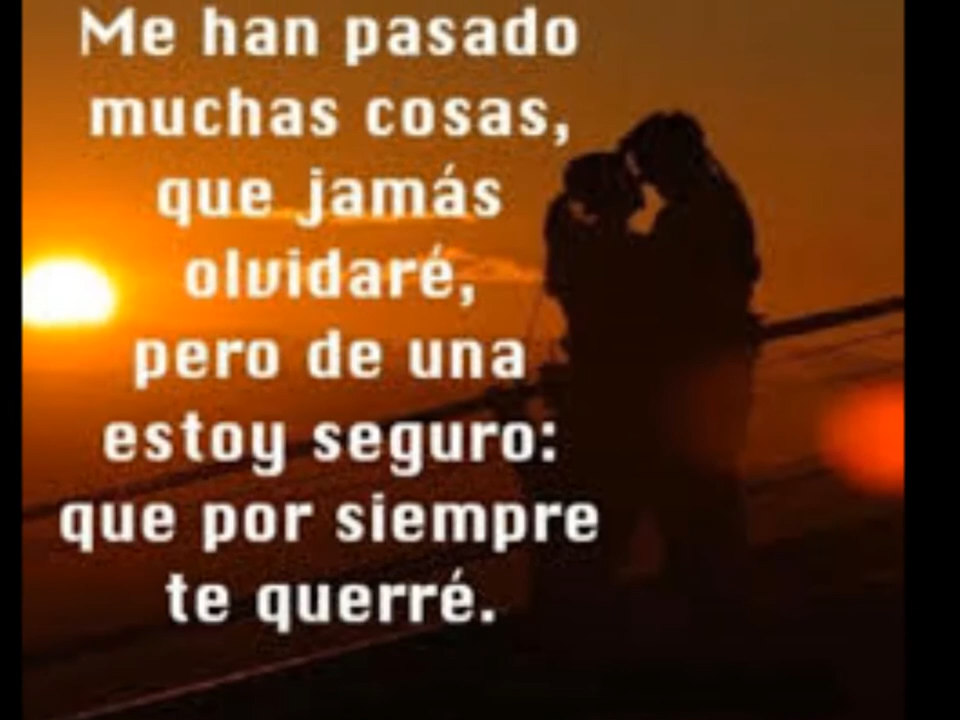 Me han pasado
muchas cosas,
que jamás
olvidaré,
pero de una
estoy seguro:
que por siempre
te querré.